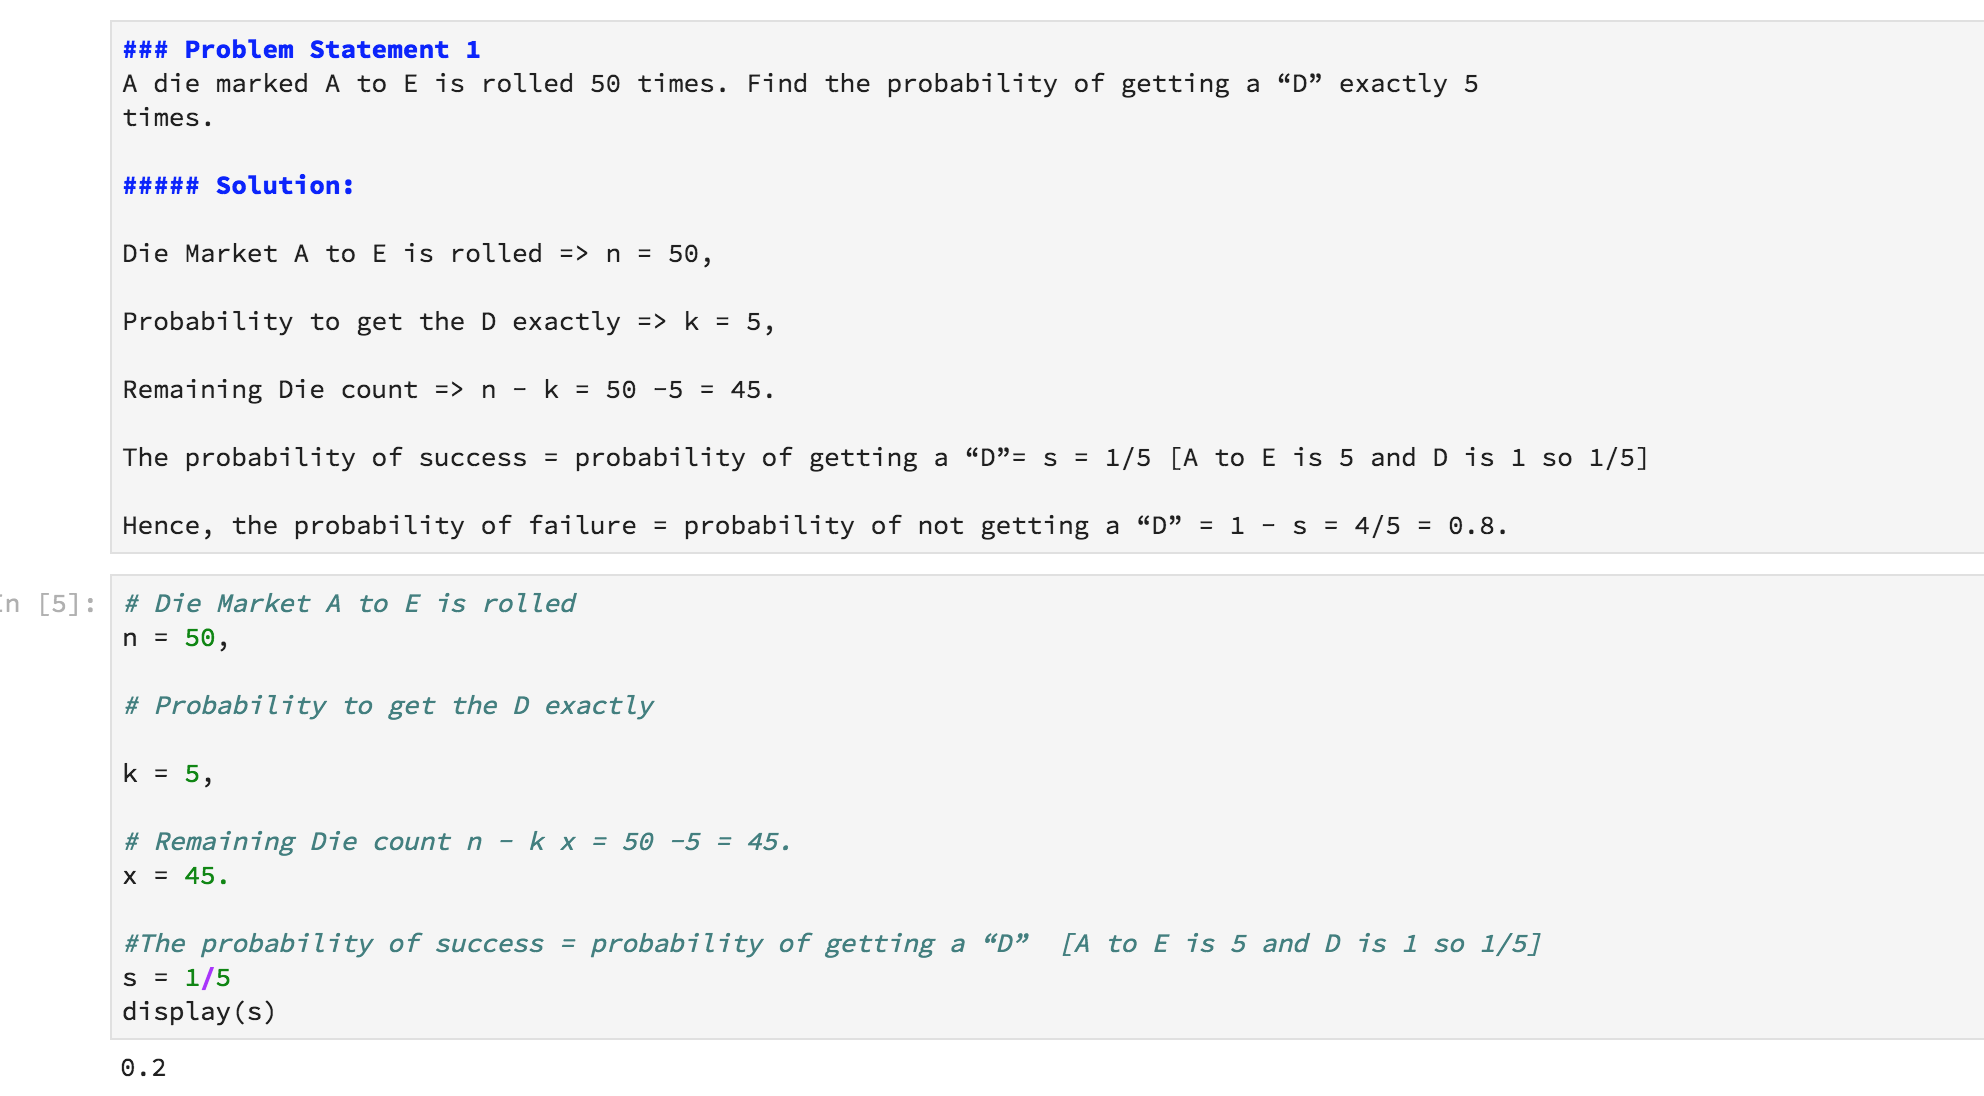 ### Problem Statement 1
A die marked A to E is rolled 50 times. Find the probability of getting a “D” exactly 5
times.
##### Solution:
Die Market A to E is rolled => n = 50,
Probability to get the D exactly => k = 5,
Remaining Die count => n - k = 50 -5 = 45.
The probability of success = probability of getting a “D”= s = 1/5 [A to E is 5 and D is 1 so 1/5]
Hence, the probability of failure = probability of not getting a “D” = 1 - s = 4/5 = 0.8.
n [5]:
# Die Market A to E is rolled
n = 50,
# Probability to get the D exactly
k = 5,
# Remaining Die count n - k x = 50 -5 = 45.
x = 45.
#The probability of success = probability of getting a “D”  [A to E is 5 and D is 1 so 1/5]
s = 1/5
display(s)
0.2